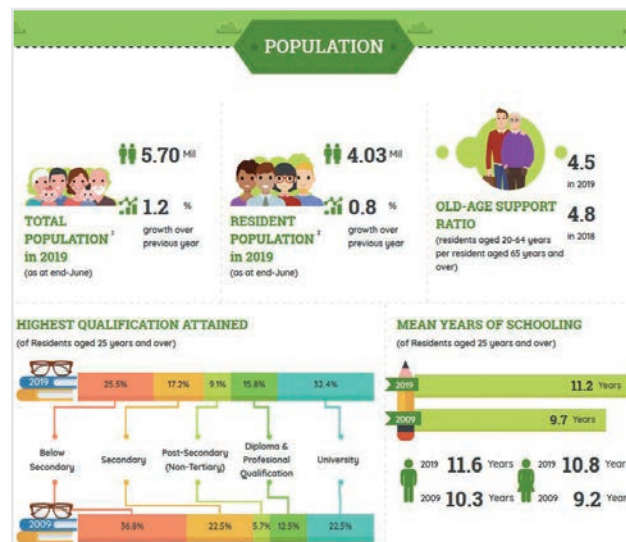 POPULATION
5.70 Mil
1.2 %
growth over
previous year
TOTAL
POPULATION‡
in 2019
(as at end-June)
4.03 Mil
0.8 %
growth over
previous year
RESIDENT
POPULATION‡
in 2019
(as at end-June)
4.5
in 2019
4.8
in 2018
OLD-AGE SUPPORT
RATIO
(residents aged 20-64 years
per resident aged 65 years and
over)
HIGHEST QUALIFICATION ATTAINED
(of Residents aged 25 years and over)
2019 25.5% 17.2% 9.1% 15.8% 32.4%
Below
Secondary
Secondary
Post-Secondary
(Non-Tertiary)
Diploma &
Profesional
Qualification
University
2009 36.8% 22.5% 5.7% 12.5% 22.5%
MEAN YEARS OF SCHOOLING
(of Residents aged 25 years and over)
2019 11.2 Years
2009 9.7 Years
2019 11.6 Years
2009 10.3 Years
2019 10.8 Year
2009 9.2 Year